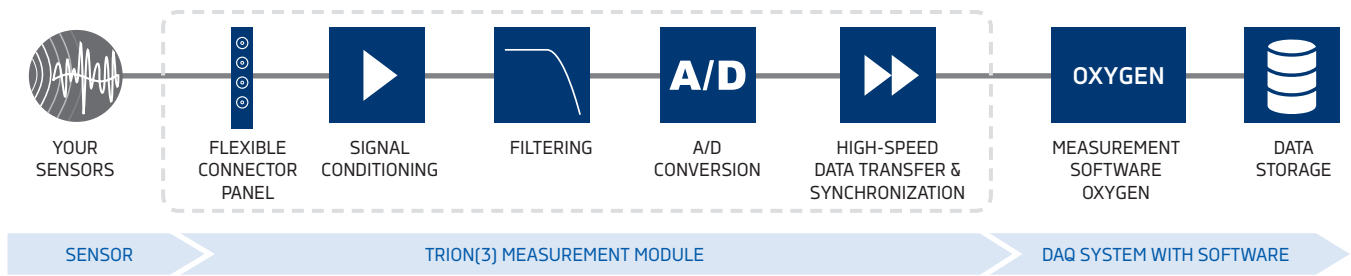 A/D
OXYGEN
YOUR
SENSORS
FLEXIBLE
CONNECTOR
PANEL
SIGNAL
CONDITIONING
FILTERING
A/D
CONVERSION
HIGH-SPEED
DATA TRANSFER &
SYNCHRONIZATION
MEASUREMENT
SOFTWARE
OXYGEN
DATA
STORAGE
SENSOR
TRION(3) MEASUREMENT MODULE
DAQ SYSTEM WITH SOFTWARE